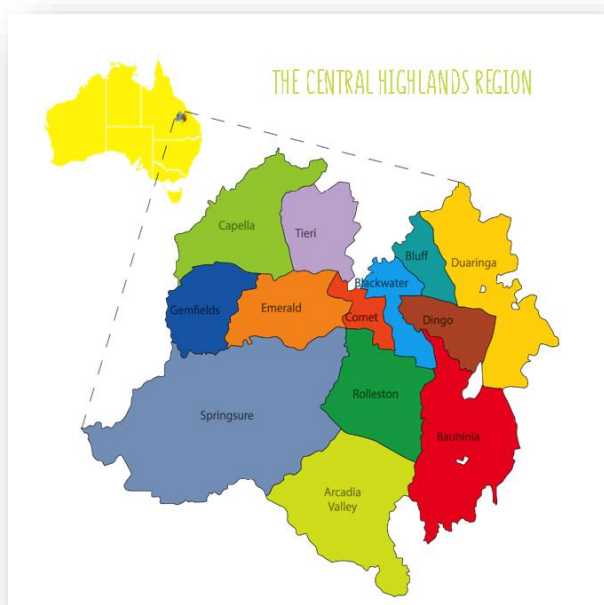 THE CENTRAL HIGHLANDS REGION
Capella
Tieri
Bluff
Duaringa
Blackwater
Gemfields
Emerald
Comet
Dingo
Rolleston
Springsure
Bauhinia
Arcadia
Valley